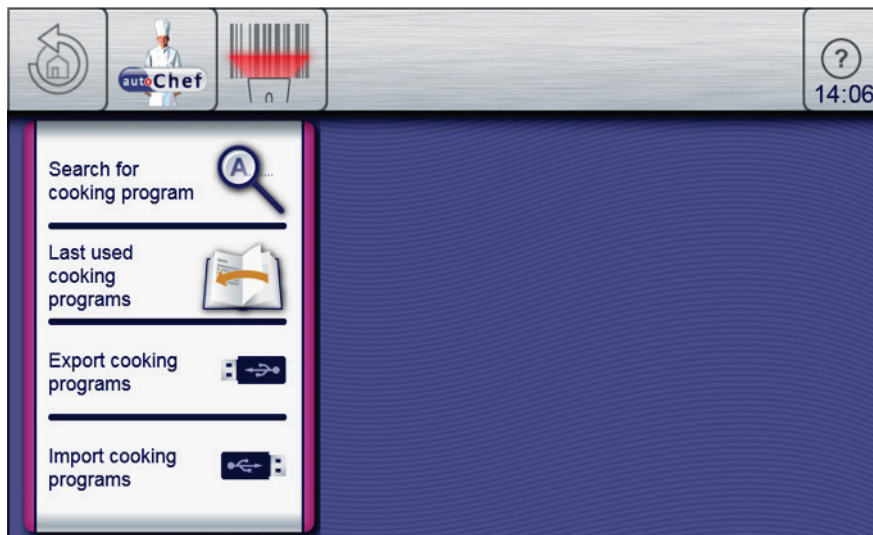 autoChef
?
14:06
Search for
cooking program
A
Last used
cooking
programs
Export cooking
programs
Import cooking
programs